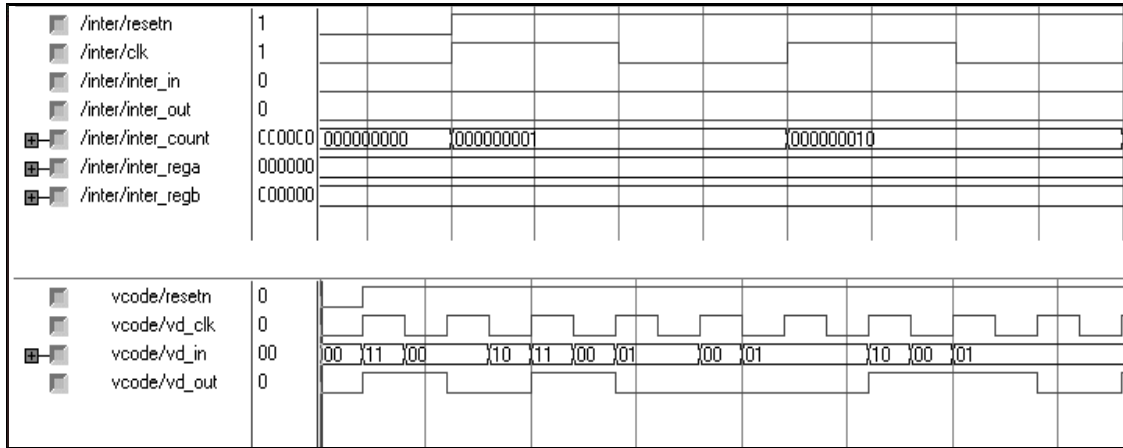 /inter/resetn 1
/inter/clk 1
/inter/inter_in 0
/inter/inter_out 0
/inter/inter_count CC00C0 000000000 000000001 000000010
/inter/inter_rega 000000
/inter/inter_regb C00000
vcode/resetn 0
vcode/vd_clk 0
vcode/vd_in 00 00 11 00 10 11 00 01 00 01 10 00 01
vcode/vd_out 0